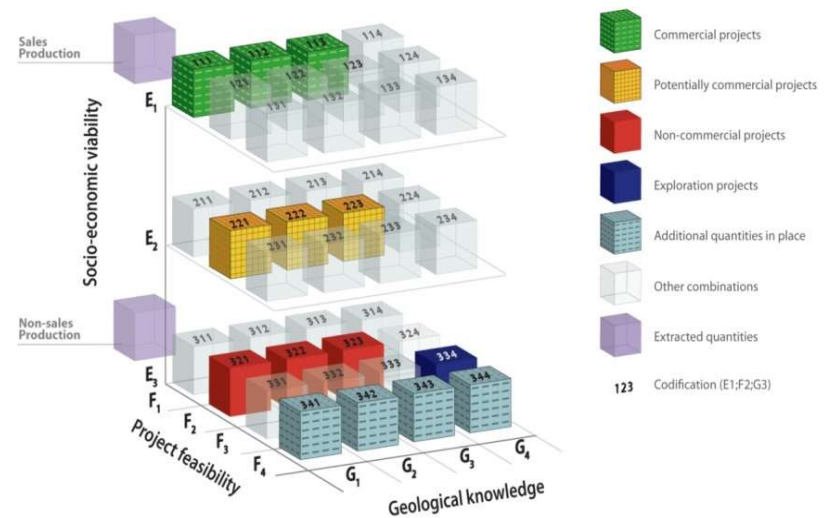 Sales
Production
Socio-economic viability
E1
E2
E3
Non-sales
Production
111
112
113
114
121
122
123
124
131
132
133
134
211
212
213
214
221
222
223
224
231
232
233
234
311
312
313
314
321
322
323
324
331
332
333
334
341
342
343
344
F1
F2
F3
F4
Project feasibility
G1
G2
G3
G4
Geological knowledge
Commercial projects
Potentially commercial projects
Non-commercial projects
Exploration projects
Additional quantities in place
Other combinations
Extracted quantities
123 Codification (E1;F2;G3)